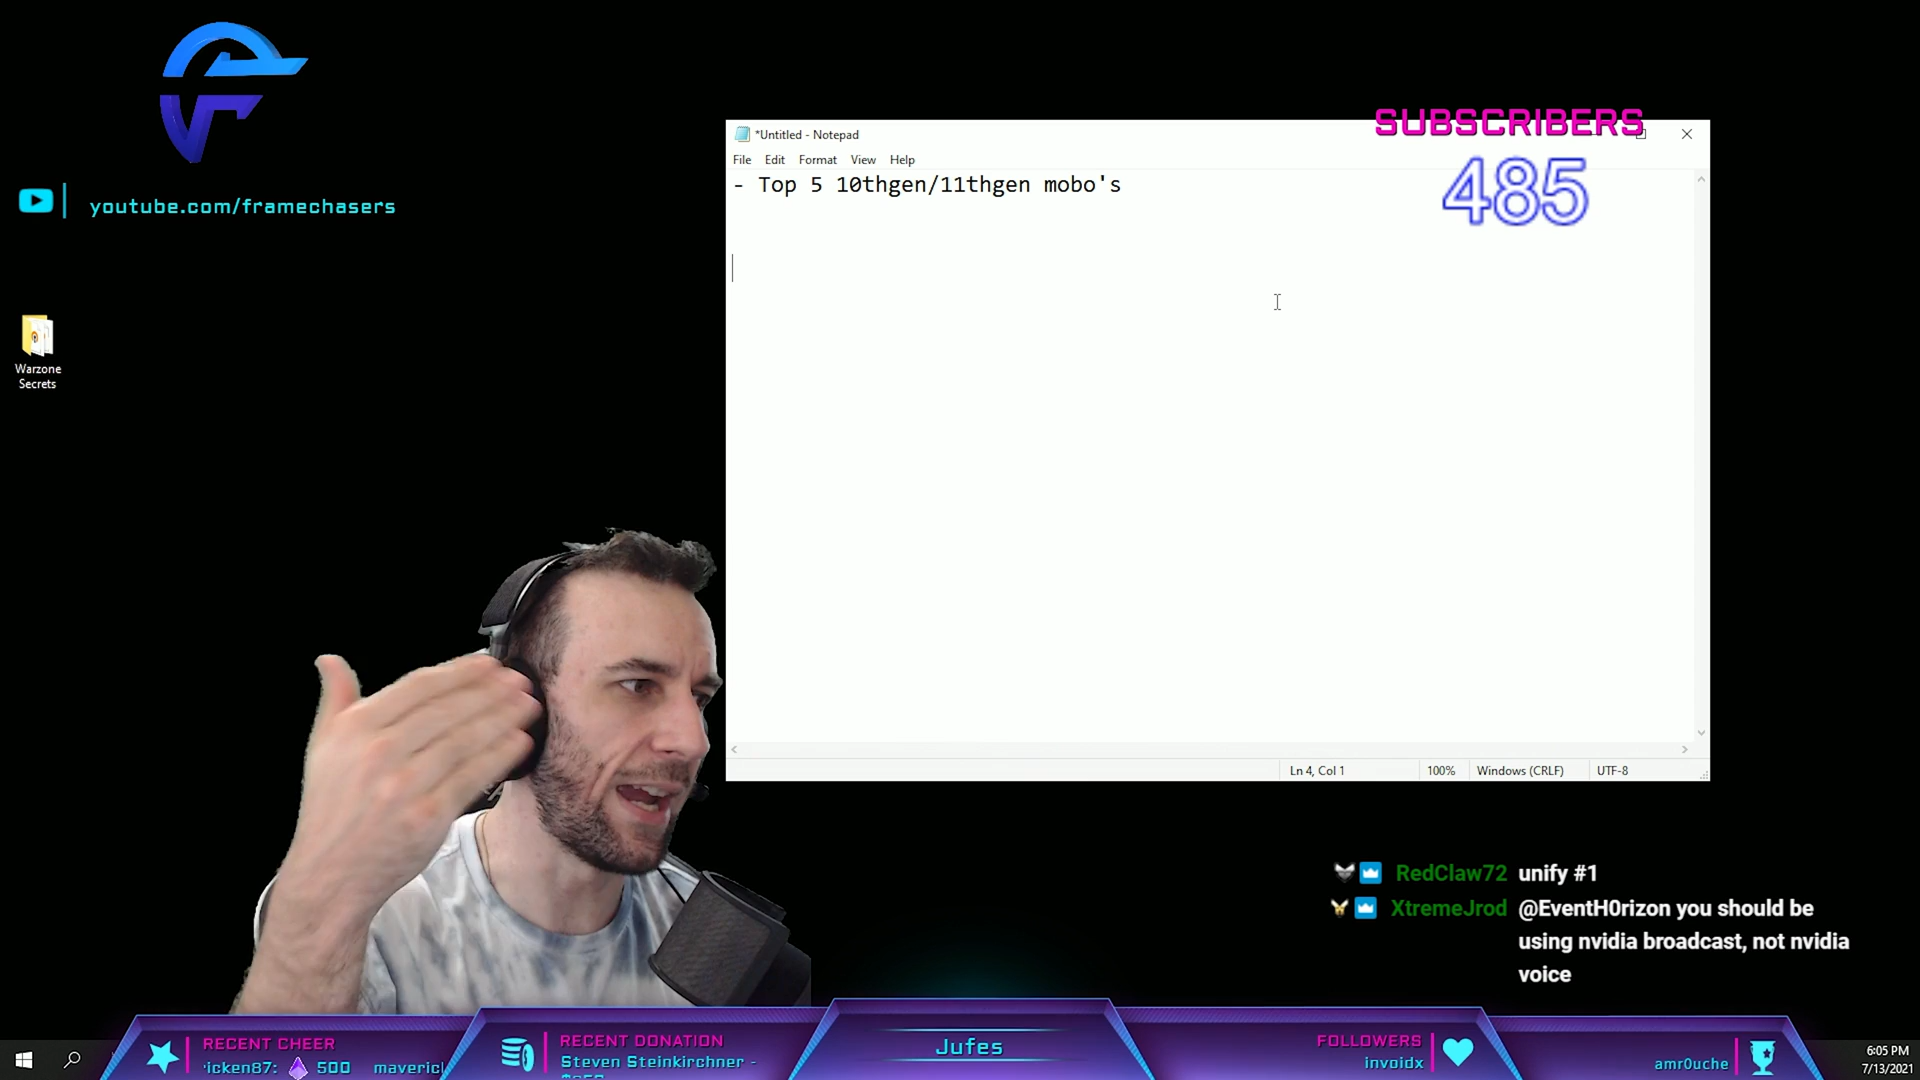 youtube.com/framechasers
Warzone
Secrets
*Untitled - Notepad
SUBSCRIBERS
485
File Edit Format View Help
- Top 5 10thgen/11thgen mobo's
Ln 4, Col 1 100% Windows (CRLF) UTF-8
RedClaw72 unify #1
XtremeJrod @EventH0rizon you should be
using nvidia broadcast, not nvidia
voice
RECENT CHEER
icken87: 500
RECENT DONATION
Steven Steinkirchner -
Jufes
FOLLOWERS
invoidx
amr0uche
6:05 PM
7/13/2021